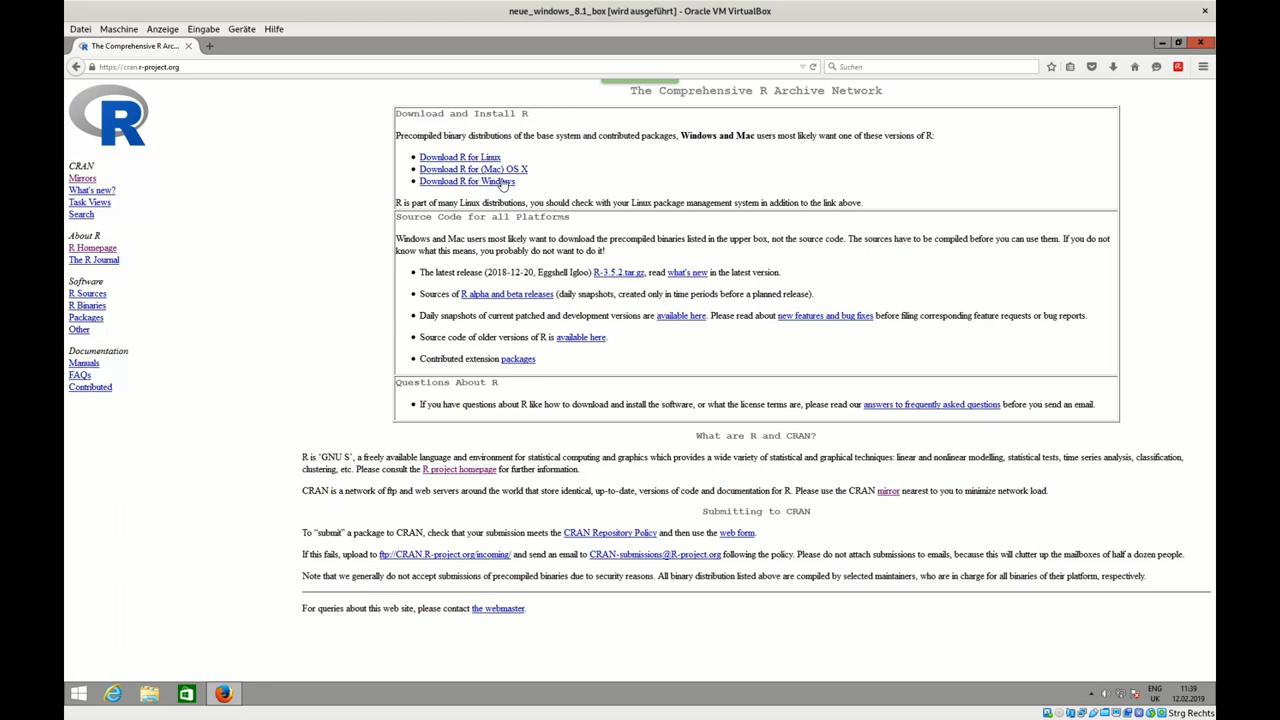 neue_windows_8.1_box [wird ausgeführt] - Oracle VM VirtualBox
Datei Maschine Anzeige Eingabe Geräte Hilfe
The Comprehensive R Arc...
https://cran.r-project.org
Suchen
R
The Comprehensive R Archive Network
CRAN
Mirrors
What's new?
Task Views
Search
About R
R Homepage
The R Journal
Software
R Sources
R Binaries
Packages
Other
Documentation
Manuals
FAQs
Contributed
Download and Install R
Precompiled binary distributions of the base system and contributed packages, Windows and Mac users most likely want one of these versions of R:
• Download R for Linux
• Download R for (Mac) OS X
• Download R for Windows
R is part of many Linux distributions, you should check with your Linux package management system in addition to the link above.
Source Code for all Platforms
Windows and Mac users most likely want to download the precompiled binaries listed in the upper box, not the source code. The sources have to be compiled before you can use them. If you do not
know what this means, you probably do not want to do it!
• The latest release (2018-12-20, Eggshell Igloo) R-3.5.2.tar.gz, read what's new in the latest version.
• Sources of R alpha and beta releases (daily snapshots, created only in time periods before a planned release).
• Daily snapshots of current patched and development versions are available here. Please read about new features and bug fixes before filing corresponding feature requests or bug reports.
• Source code of older versions of R is available here.
• Contributed extension packages
Questions About R
• If you have questions about R like how to download and install the software, or what the license terms are, please read our answers to frequently asked questions before you send an email.
What are R and CRAN?
R is `GNU S', a freely available language and environment for statistical computing and graphics which provides a wide variety of statistical and graphical techniques: linear and nonlinear modelling, statistical tests, time series analysis, classification,
clustering, etc. Please consult the R project homepage for further information.
CRAN is a network of ftp and web servers around the world that store identical, up-to-date, versions of code and documentation for R. Please use the CRAN mirror nearest to you to minimize network load.
Submitting to CRAN
To “submit” a package to CRAN, check that your submission meets the CRAN Repository Policy and then use the web form.
If this fails, upload to ftp://CRAN.R-project.org/incoming/ and send an email to CRAN-submissions@R-project.org following the policy. Please do not attach submissions to emails, because this will clutter up the mailboxes of half a dozen people.
Note that we generally do not accept submissions of precompiled binaries due to security reasons. All binary distribution listed above are compiled by selected maintainers, who are in charge for all binaries of their platform, respectively.
For queries about this web site, please contact the webmaster.
ENG
UK
11:39
12.02.2019
Strg Rechts